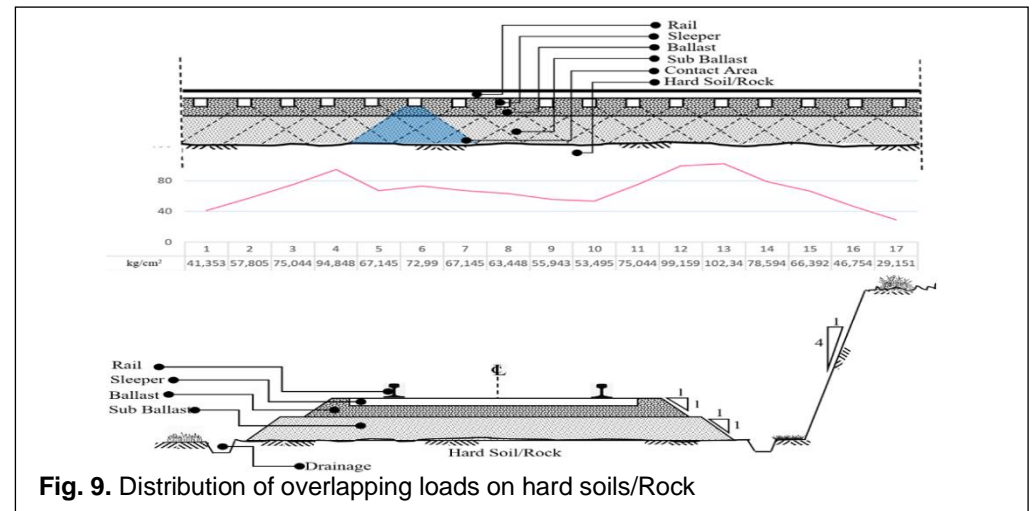 Rail
Sleeper
Ballast
Sub Ballast
Contact Area
Hard Soil/Rock
80
40
0
1 2 3 4 5 6 7 8 9 10 11 12 13 14 15 16 17
kg/cm² 41,353 57,805 75,044 94,848 67,145 72,99 67,145 63,448 55,943 53,495 75,044 99,159 102,34 78,594 66,392 46,754 29,151
1
4
Rail
Sleeper
Ballast
Sub Ballast
℄
1
1
1
1
Hard Soil/Rock
Drainage
Fig. 9. Distribution of overlapping loads on hard soils/Rock